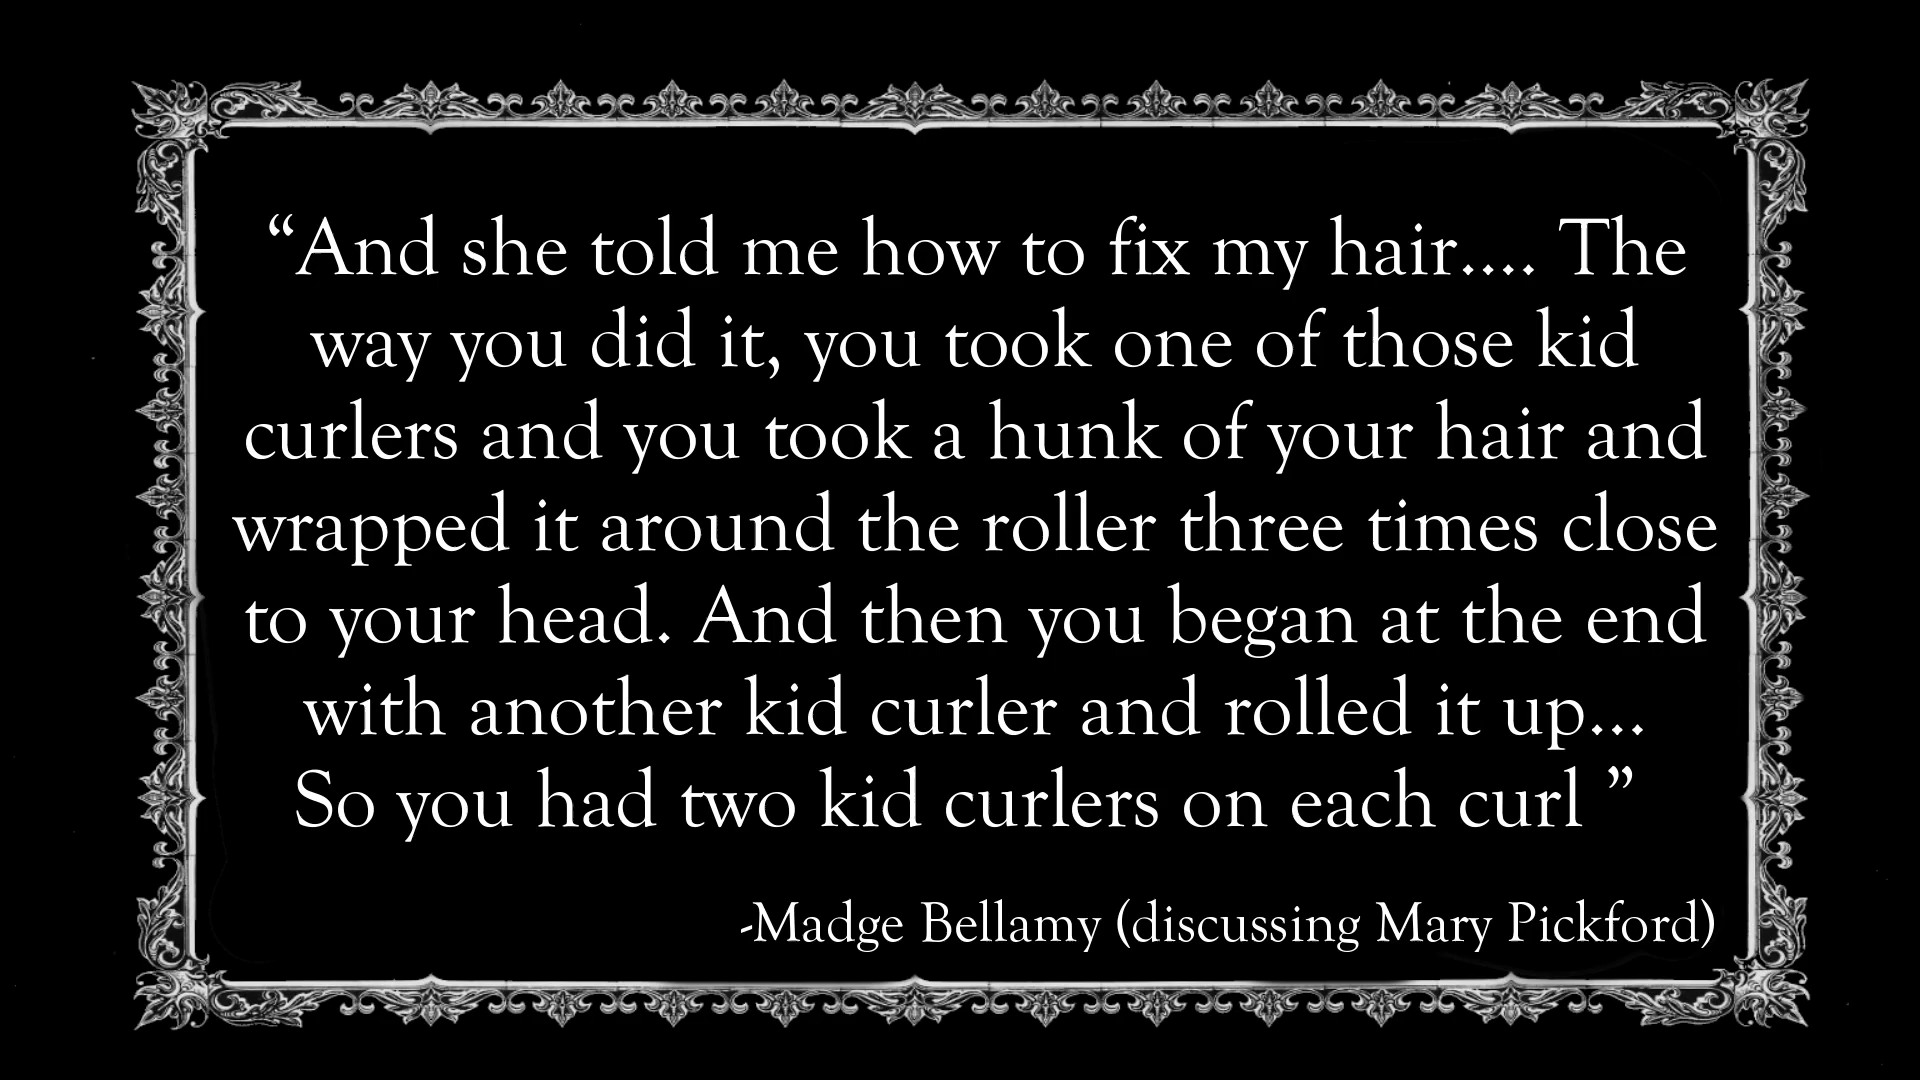 “And she told me how to fix my hair.... The
way you did it, you took one of those kid
curlers and you took a hunk of your hair and
wrapped it around the roller three times close
to your head. And then you began at the end
with another kid curler and rolled it up...
So you had two kid curlers on each curl ”
-Madge Bellamy (discussing Mary Pickford)